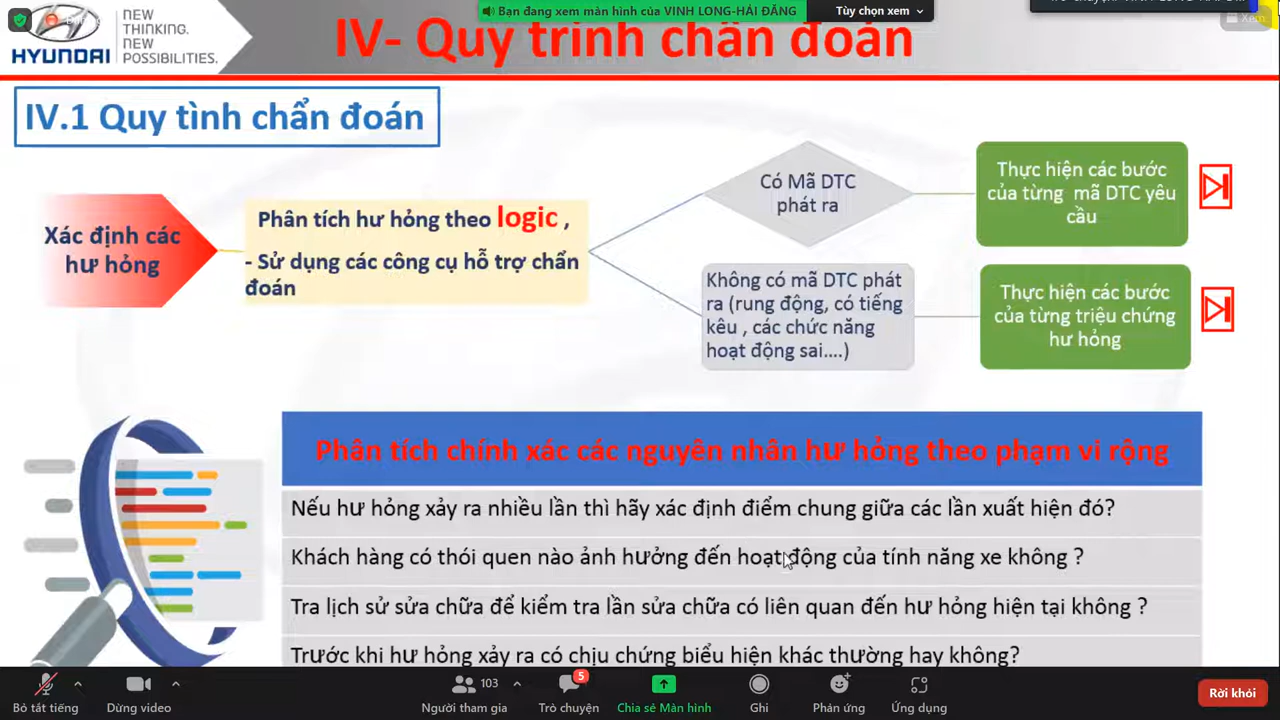 Bạn đang xem màn hình của VINH LONG-HẢI ĐĂNG
Tùy chọn xem
Xem
HYUNDAI
NEW
THINKING.
NEW
POSSIBILITIES.
IV- Quy trình chẩn đoán
IV.1 Quy tình chẩn đoán
Xác định các
hư hỏng
Phân tích hư hỏng theo logic ,
- Sử dụng các công cụ hỗ trợ chẩn
đoán
Có Mã DTC
phát ra
Thực hiện các bước
của từng mã DTC yêu
cầu
Không có mã DTC phát
ra (rung động, có tiếng
kêu , các chức năng
hoạt động sai....)
Thực hiện các bước
của từng triệu chứng
hư hỏng
Phân tích chính xác các nguyên nhân hư hỏng theo phạm vi rộng
Nếu hư hỏng xảy ra nhiều lần thì hãy xác định điểm chung giữa các lần xuất hiện đó?
Khách hàng có thói quen nào ảnh hưởng đến hoạt động của tính năng xe không ?
Tra lịch sử sửa chữa để kiểm tra lần sửa chữa có liên quan đến hư hỏng hiện tại không ?
Trước khi hư hỏng xảy ra có chịu chứng biểu hiện khác thường hay không?
Bỏ tắt tiếng
Dừng video
103
Người tham gia
5
Trò chuyện
Chia sẻ Màn hình
Ghi
Phản ứng
Ứng dụng
Rời khỏi